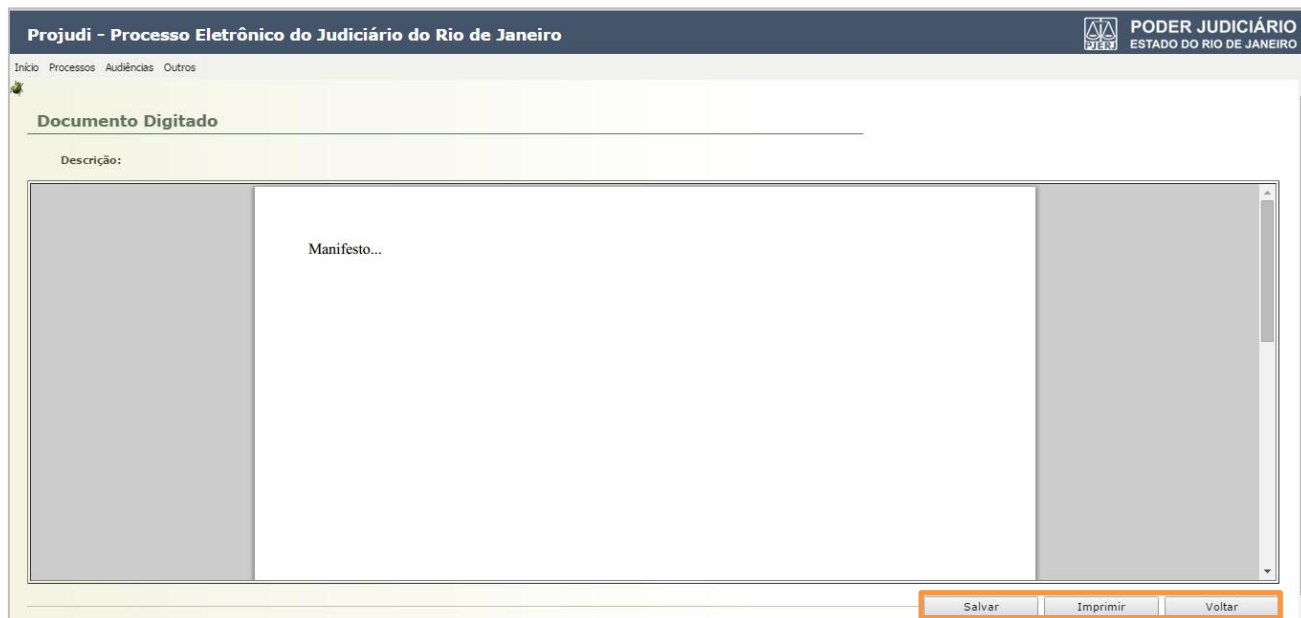 Projudi - Processo Eletrônico do Judiciário do Rio de Janeiro
PJERJ
PODER JUDICIÁRIO
ESTADO DO RIO DE JANEIRO
Início Processos Audiências Outros
Documento Digitado
Descrição:
Manifesto...
Salvar Imprimir Voltar